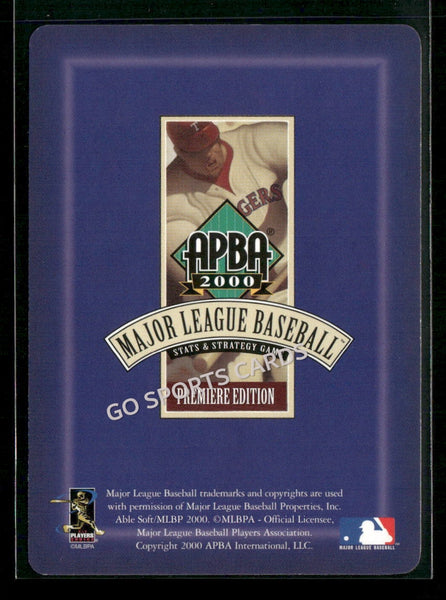 T
GERS
APBA®
2000
MAJOR LEAGUE BASEBALL™
STATS & STRATEGY GAME
GO SPORTS CARDS
PREMIERE EDITION
Major League Baseball trademarks and copyrights are used
with permission of Major League Baseball Properties, Inc.
Able Soft/MLBP 2000. ©MLBPA - Official Licensee,
Major League Baseball Players Association.
Copyright 2000 APBA International, LLC.
PLAYERS
©MLBPA
MAJOR LEAGUE BASEBALL™